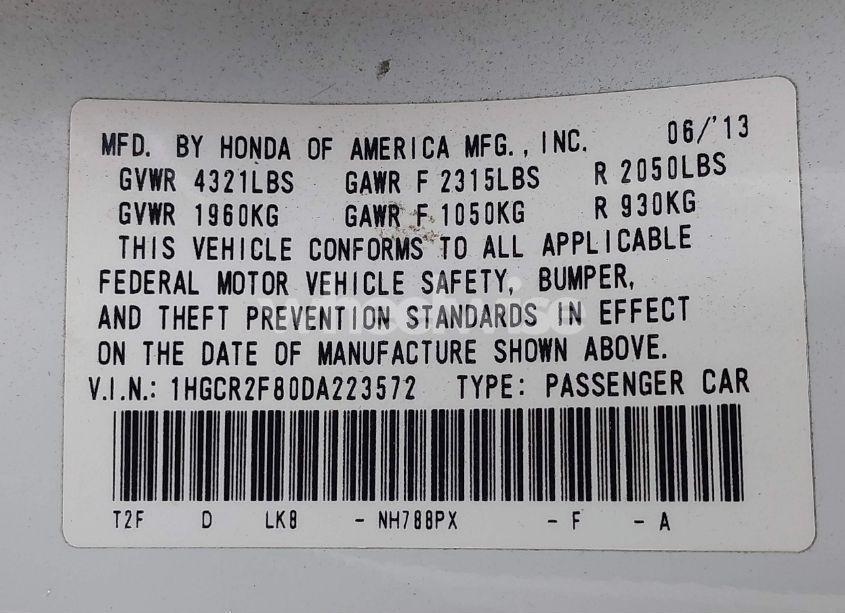 MFD. BY HONDA OF AMERICA MFG., INC. 06/'13
GVWR 4321LBS GAWR F 2315LBS R 2050LBS
GVWR 1960KG GAWR F 1050KG R 930KG
THIS VEHICLE CONFORMS TO ALL APPLICABLE
FEDERAL MOTOR VEHICLE SAFETY, BUMPER,
AND THEFT PREVENTION STANDARDS IN EFFECT
ON THE DATE OF MANUFACTURE SHOWN ABOVE.
V.I.N.: 1HGCR2F80DA223572 TYPE: PASSENGER CAR
T2F D LK8 - NH788PX - F - A
wheelwise